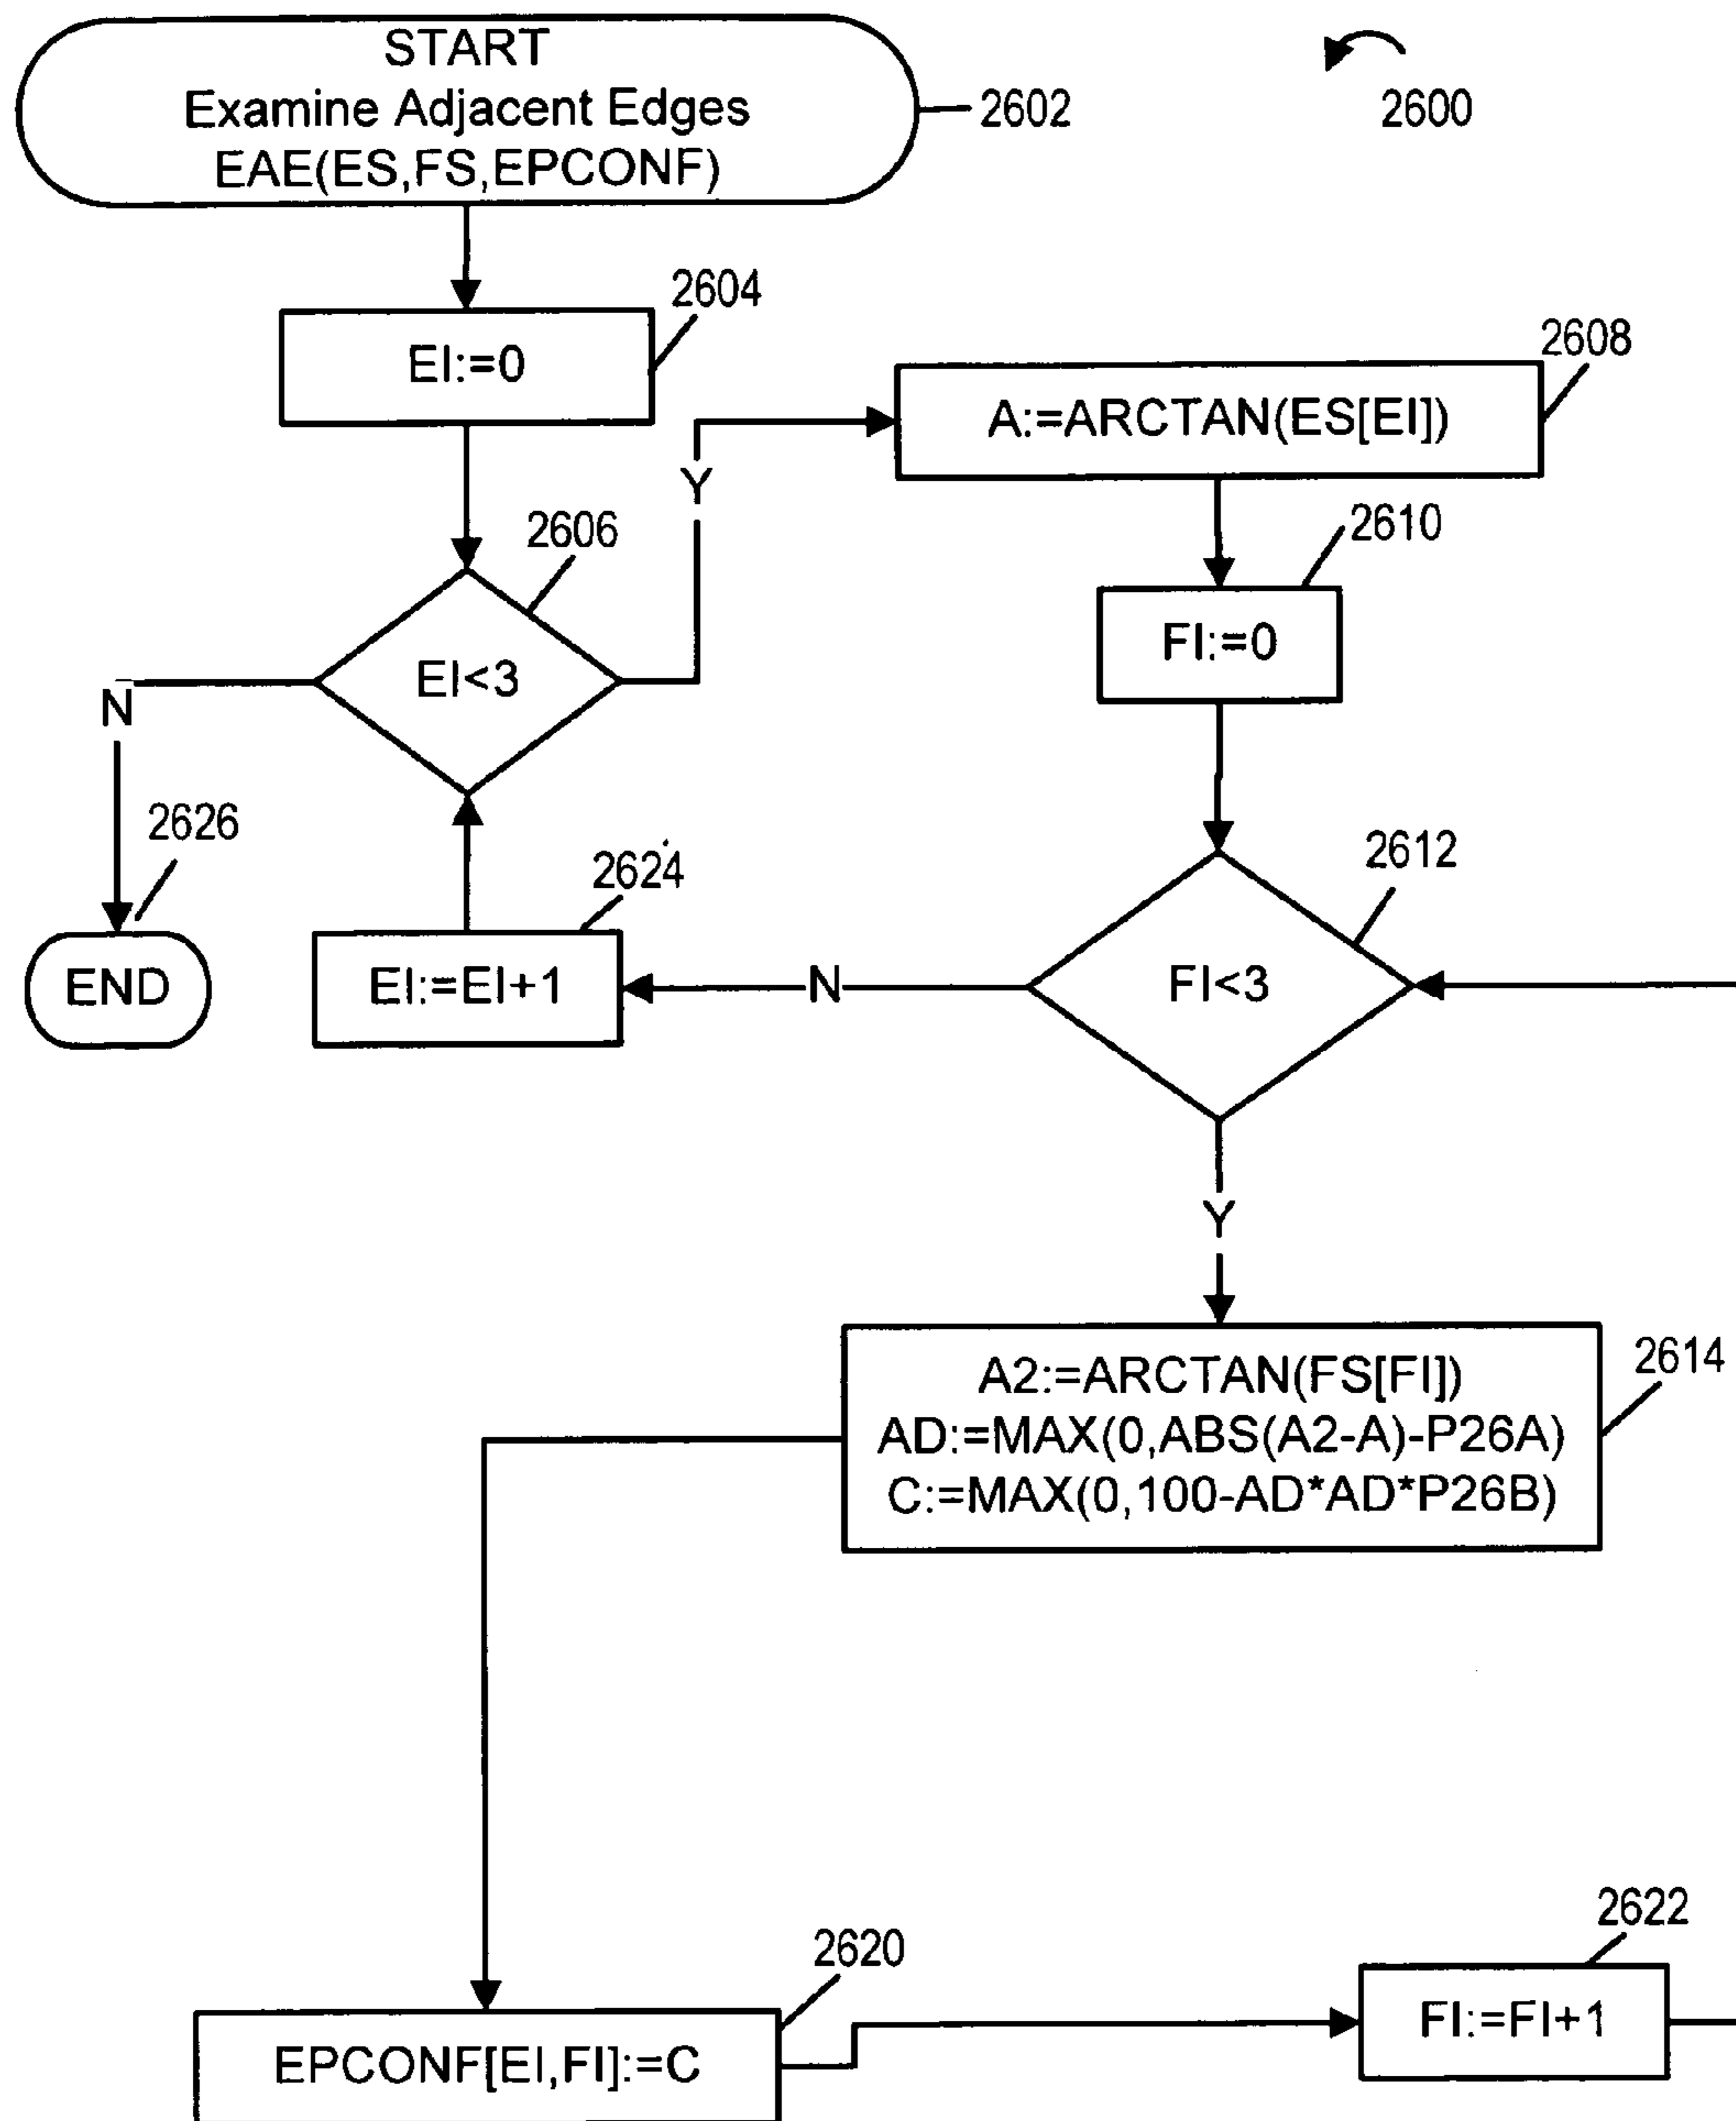 START
Examine Adjacent Edges
EAE(ES,FS,EPCONF)
2602
2600
2604
EI:=0
2608
A:=ARCTAN(ES[EI])
Y
2606
2610
EI<3
FI:=0
N
2626
2624
2612
END
EI:=EI+1
N
FI<3
Y
2614
A2:=ARCTAN(FS[FI])
AD:=MAX(0,ABS(A2-A)-P26A)
C:=MAX(0,100-AD*AD*P26B)
2620
2622
EPCONF[EI,FI]:=C
FI:=FI+1